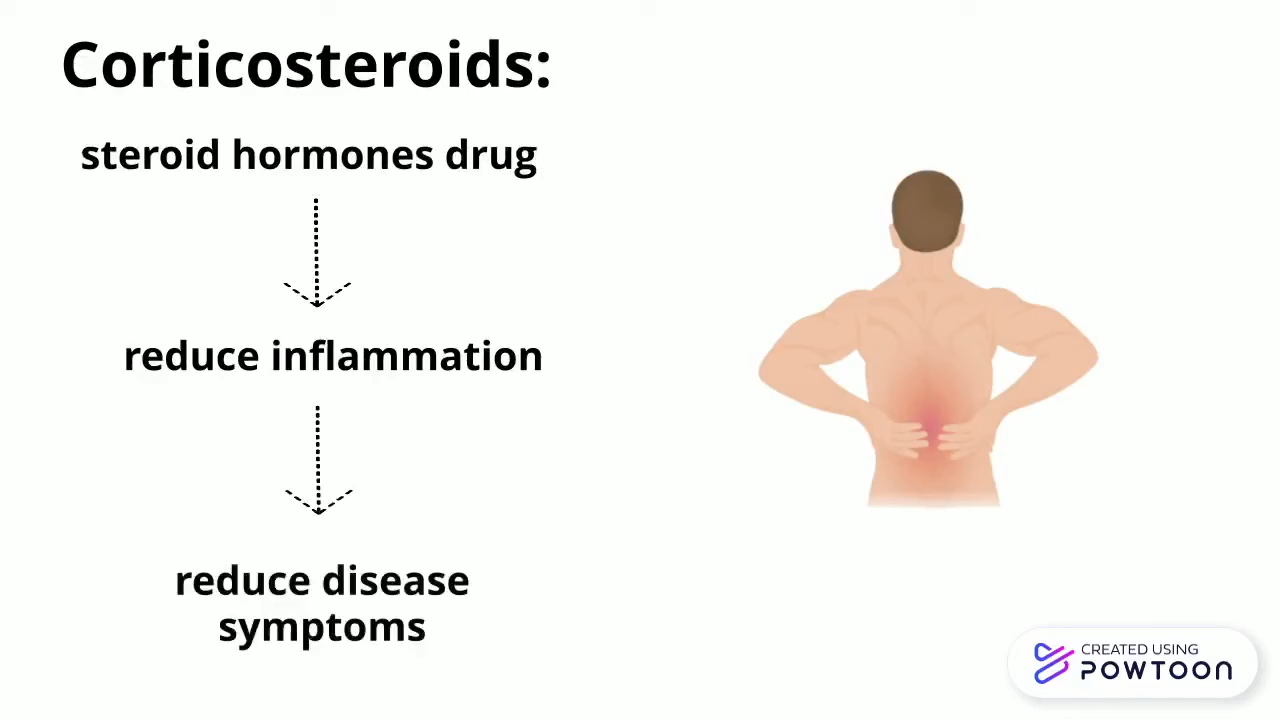 Corticosteroids:
steroid hormones drug
reduce inflammation
reduce disease
symptoms
CREATED USING
POWTOON